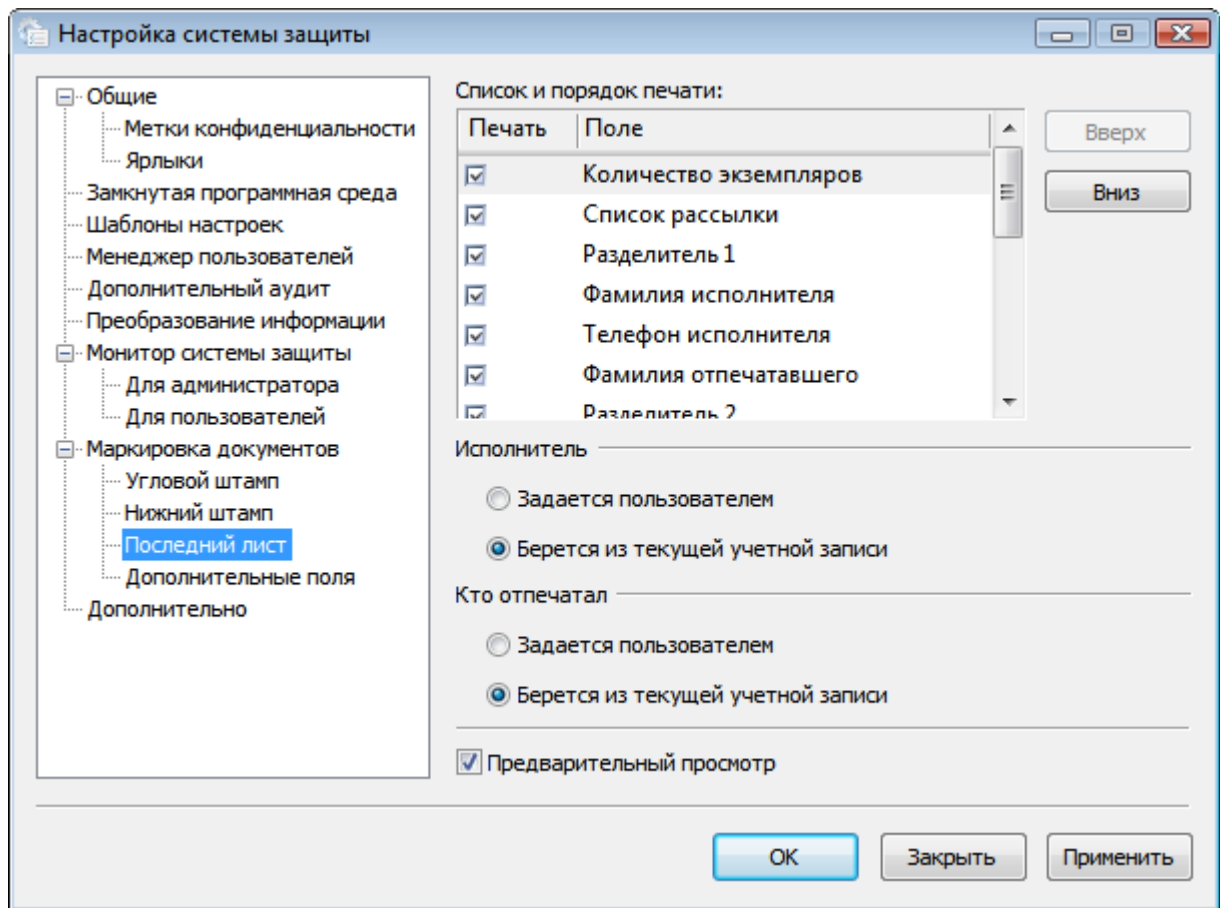 Настройка системы защиты
Общие
Метки конфиденциальности
Ярлыки
Замкнутая программная среда
Шаблоны настроек
Менеджер пользователей
Дополнительный аудит
Преобразование информации
Монитор системы защиты
Для администратора
Для пользователей
Маркировка документов
Угловой штамп
Нижний штамп
Последний лист
Дополнительные поля
Дополнительно
Список и порядок печати:
Печать Поле
Количество экземпляров
Список рассылки
Разделитель 1
Фамилия исполнителя
Телефон исполнителя
Фамилия отпечатавшего
Разделитель 2
Вверх
Вниз
Исполнитель
Задается пользователем
Берется из текущей учетной записи
Кто отпечатал
Задается пользователем
Берется из текущей учетной записи
Предварительный просмотр
ОК Закрыть Применить